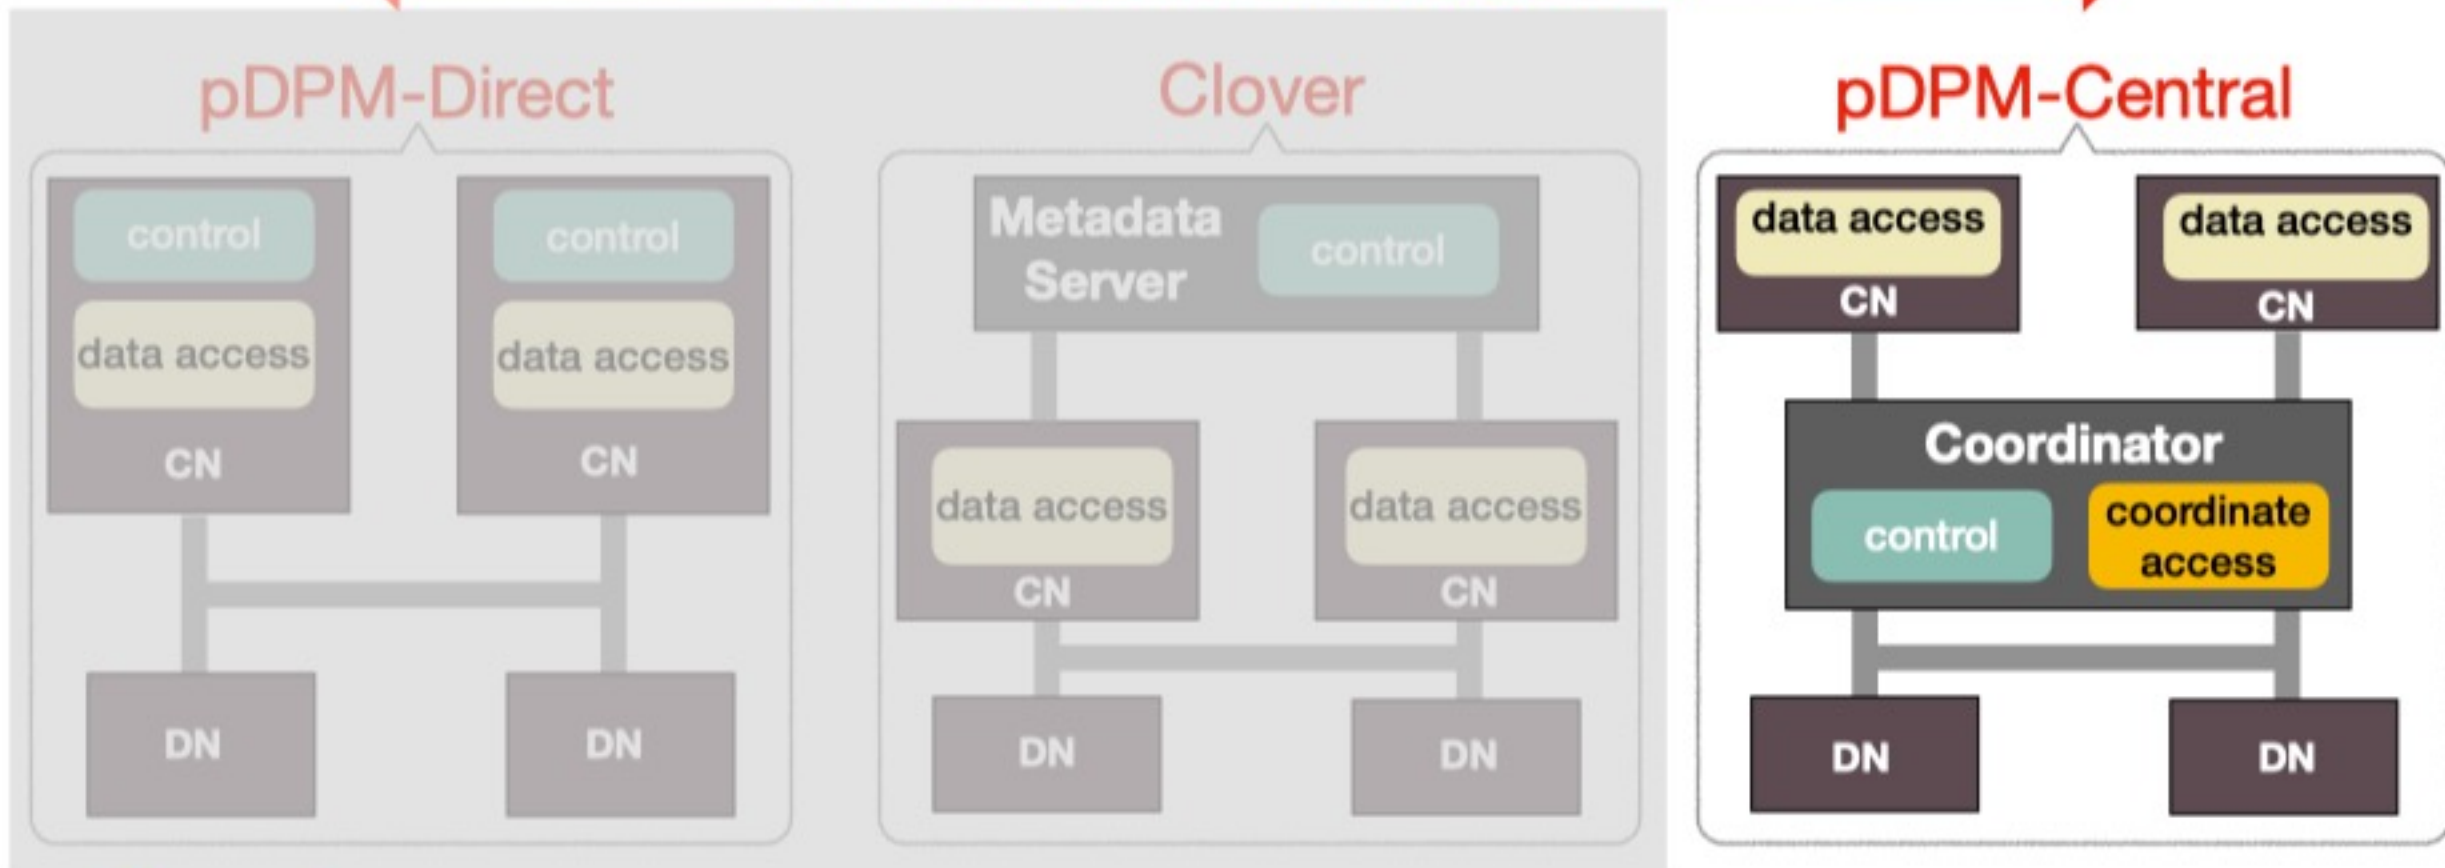 pDPM-Direct
control
data access
CN
control
data access
CN
DN
DN
Clover
Metadata
Server
control
data access
CN
data access
CN
DN
DN
pDPM-Central
data access
CN
data access
CN
Coordinator
control
coordinate
access
DN
DN